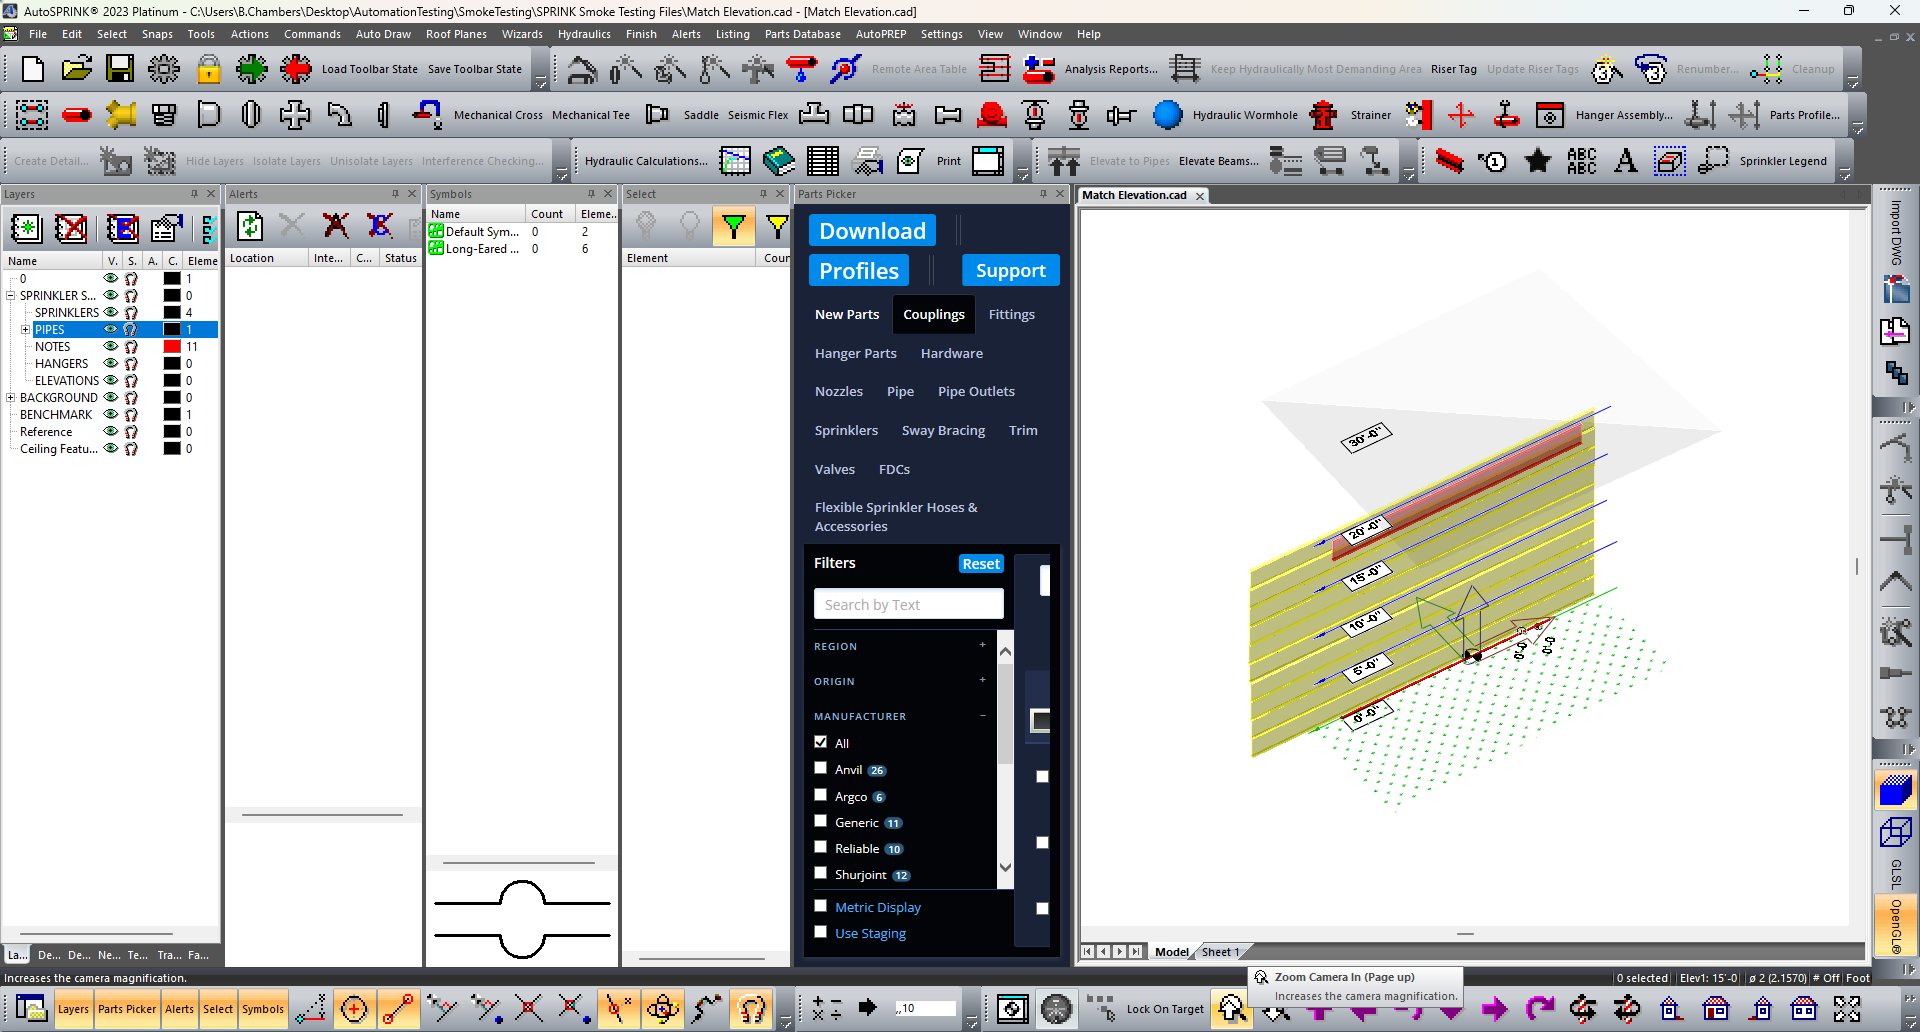 AutoSPRINK® 2023 Platinum - C:\Users\B.Chambers\Desktop\AutomationTesting\SmokeTesting\SPRINK Smoke Testing Files\Match Elevation.cad - [Match Elevation.cad]
File Edit Select Snaps Tools Actions Commands Auto Draw Roof Planes Wizards Hydraulics Finish Alerts Listing Parts Database AutoPREP Settings View Window Help
Load Toolbar State Save Toolbar State Remote Area Table Analysis Reports... Keep Hydraulically Most Demanding Area Riser Tag Update Riser Tags Renumber... Cleanup
Mechanical Cross Mechanical Tee Saddle Seismic Flex Hydraulic Wormhole Strainer Hanger Assembly... Parts Profile...
Create Detail... Hide Layers Isolate Layers Unisolate Layers Interference Checking... Hydraulic Calculations... Print Elevate to Pipes Elevate Beams... ABC ABC A Sprinkler Legend
Layers Alerts Symbols Select Parts Picker Match Elevation.cad
Name V. S. A. C. Eleme
0 1
SPRINKLER S... 0
SPRINKLERS 4
PIPES 1
NOTES 11
HANGERS 0
ELEVATIONS 0
BACKGROUND 0
BENCHMARK 1
Reference 0
Ceiling Featu... 0
La... De... De... Ne... Te... Tra... Fa...
Location Inte... C... Status
Name Count Eleme..
Default Sym... 0 2
Long-Eared ... 0 6
Element Cour
Download
Profiles Support
New Parts Couplings Fittings
Hanger Parts Hardware
Nozzles Pipe Pipe Outlets
Sprinklers Sway Bracing Trim
Valves FDCs
Flexible Sprinkler Hoses &
Accessories
Filters Reset
Search by Text
REGION +
ORIGIN +
MANUFACTURER −
All
Anvil 26
Argco 6
Generic 11
Reliable 10
Shurjoint 12
Metric Display
Use Staging
30'-0"
20'-0"
15'-0"
10'-0"
5'-0"
0'-0"
0'-0
0'-0
Model Sheet 1
Import DWG
GLSL
OpenGL®
Increases the camera magnification.
0 selected Elev1: 15'-0 ø 2 (2.1570) # Off Foot
Zoom Camera In (Page up)
Increases the camera magnification.
Layers Parts Picker Alerts Select Symbols ,,10 Lock On Target